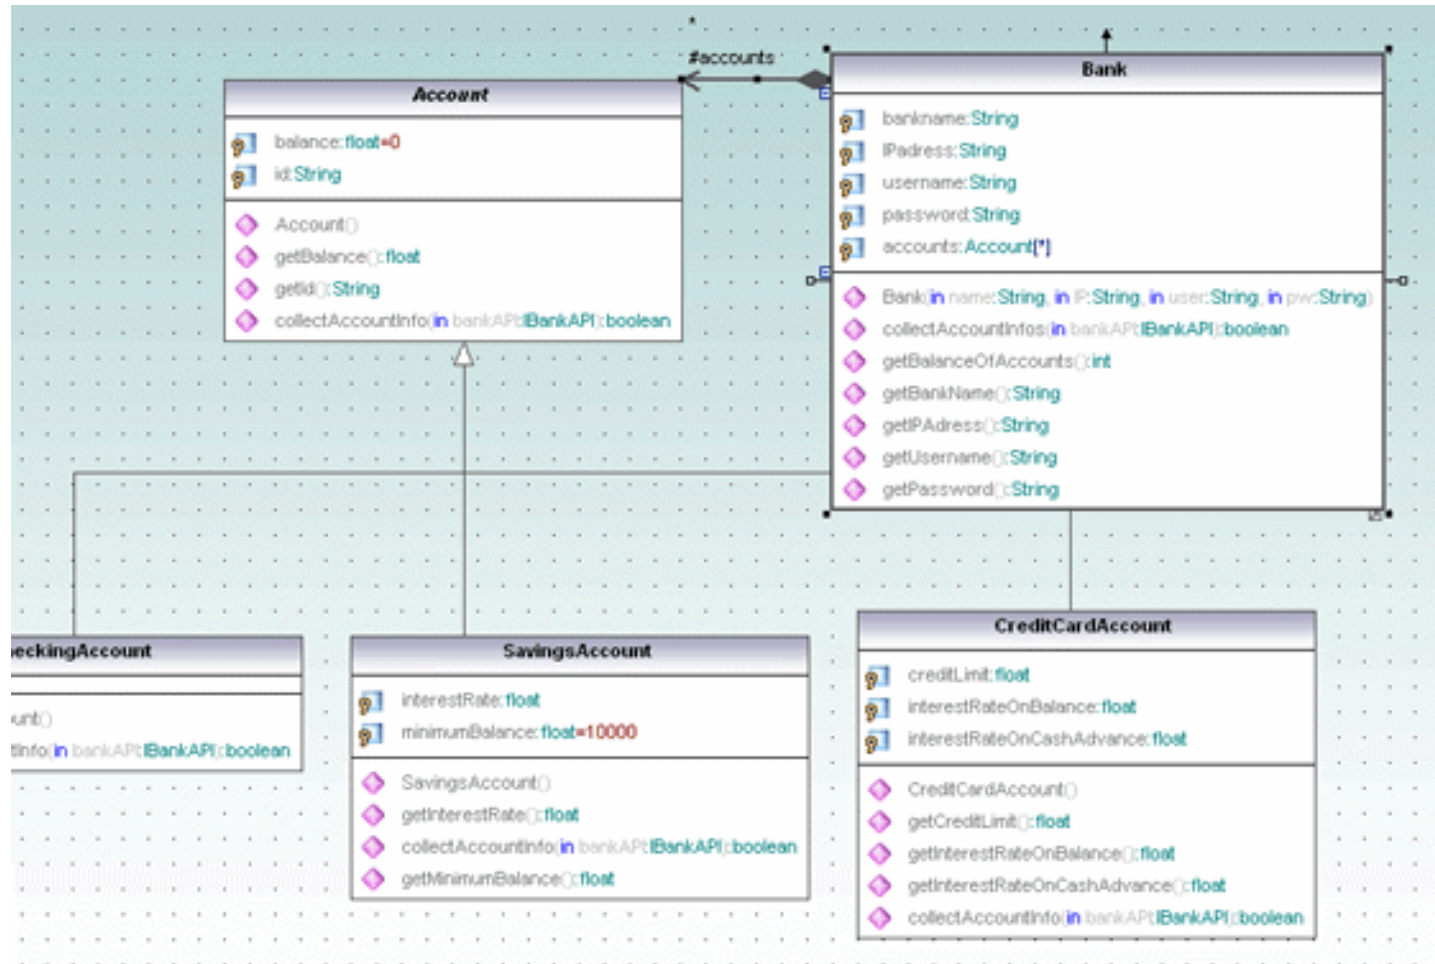 *
#accounts
Account
balance:float=0
id:String
Account()
getBalance():float
getId():String
collectAccountInfo(in bankAPI:IBankAPI):boolean
Bank
bankname:String
IPadress:String
username:String
password:String
accounts:Account[*]
Bank(in name:String, in IP:String, in user:String, in pw:String)
collectAccountInfos(in bankAPI:IBankAPI):boolean
getBalanceOfAccounts():int
getBankName():String
getIPAdress():String
getUsername():String
getPassword():String
eckingAccount
unt()
tInfo(in bankAPI:IBankAPI):boolean
SavingsAccount
interestRate:float
minimumBalance:float=10000
SavingsAccount()
getInterestRate():float
collectAccountInfo(in bankAPI:IBankAPI):boolean
getMinimumBalance():float
CreditCardAccount
creditLimit:float
interestRateOnBalance:float
interestRateOnCashAdvance:float
CreditCardAccount()
getCreditLimit():float
getInterestRateOnBalance():float
getInterestRateOnCashAdvance():float
collectAccountInfo(in bankAPI:IBankAPI):boolean